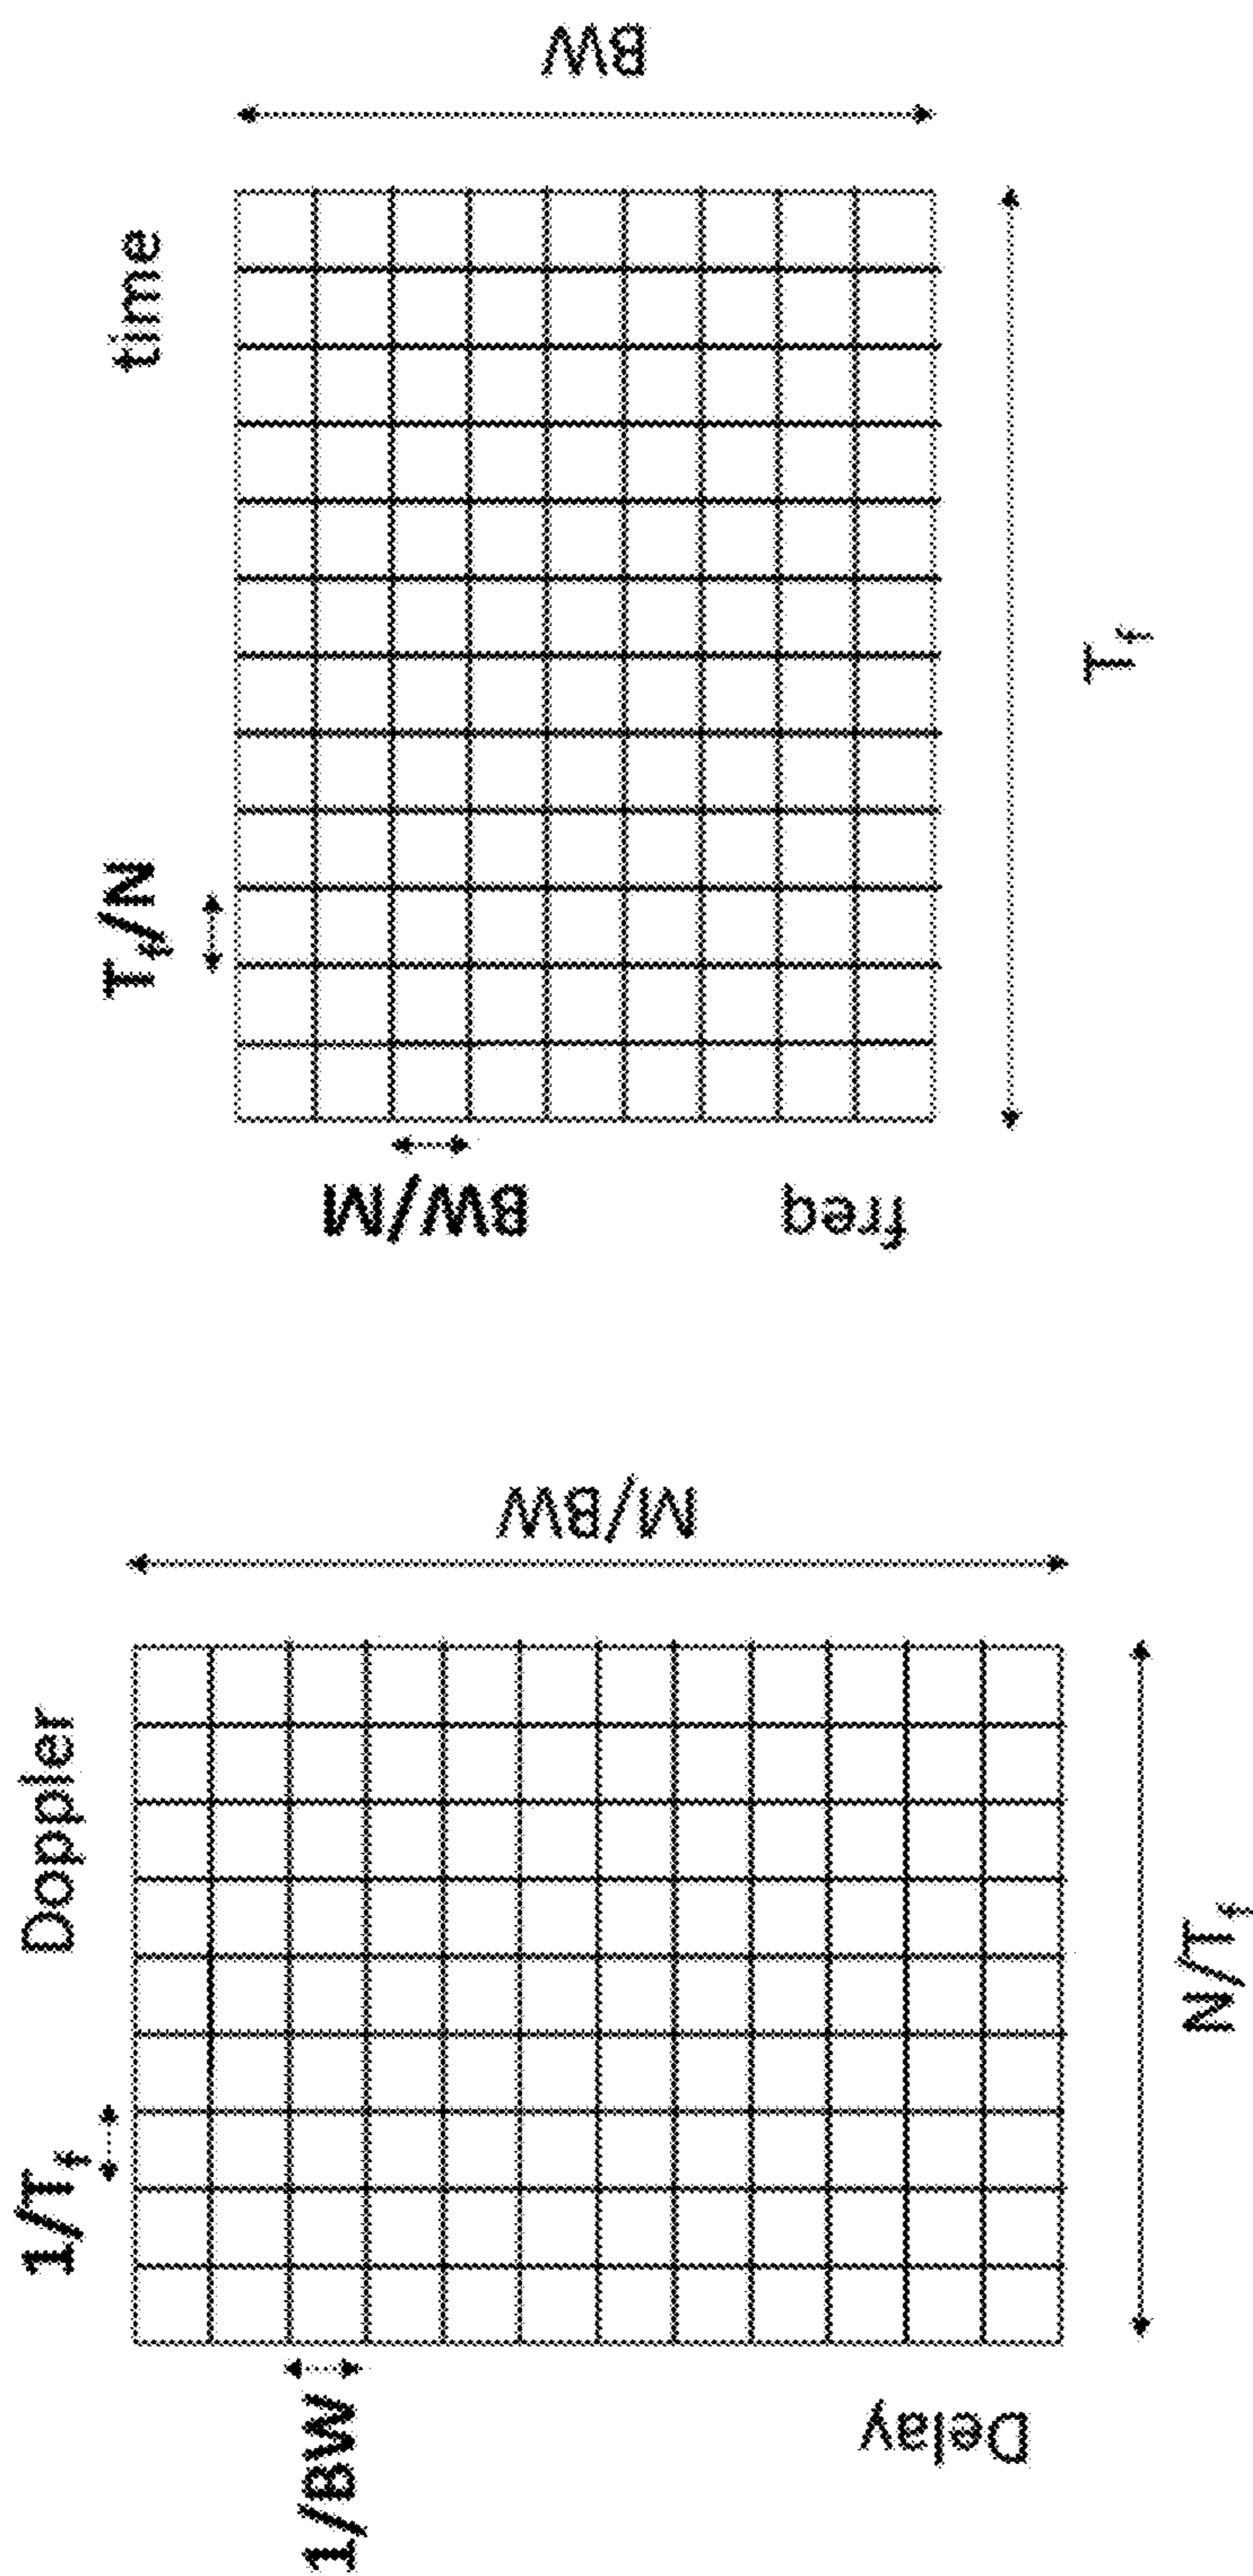 Doppler
1/T_f
1/BW
M/BW
Delay
N/T_f
time
T_f/N
BW/M
BW
freq
T_f